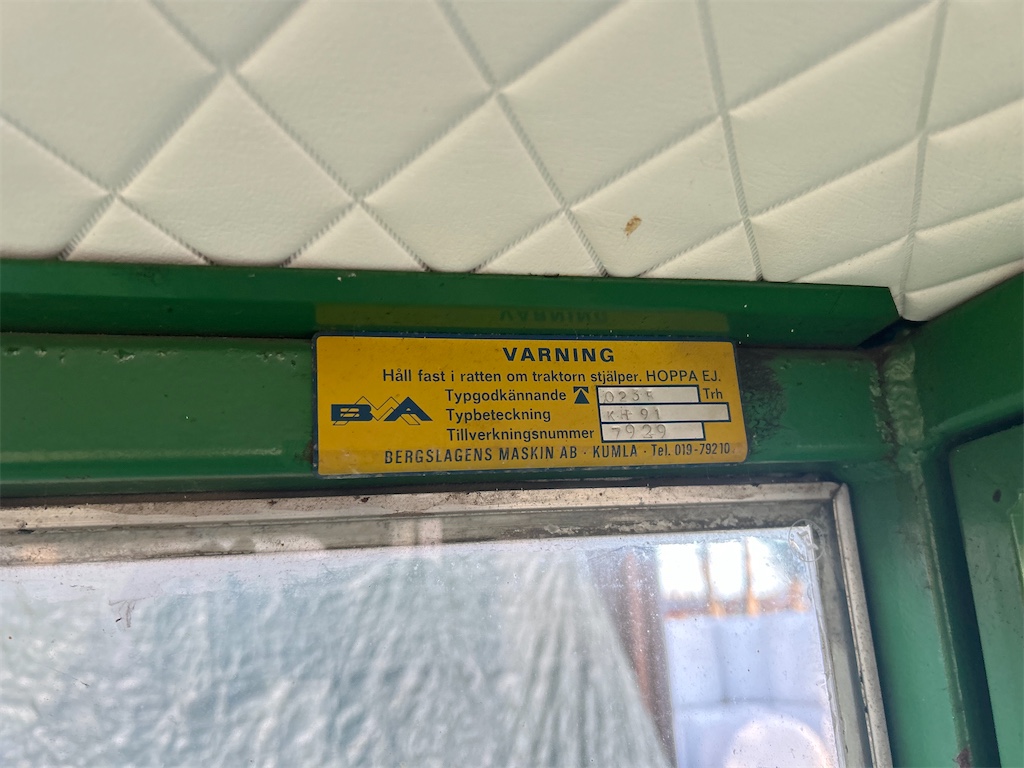 VARNING
Håll fast i ratten om traktorn stjälper. HOPPA EJ.
Typgodkännande Trh
BMA Typbeteckning KH 91
Tillverkningsnummer 7929
BERGSLAGENS MASKIN AB · KUMLA · Tel. 019-79210